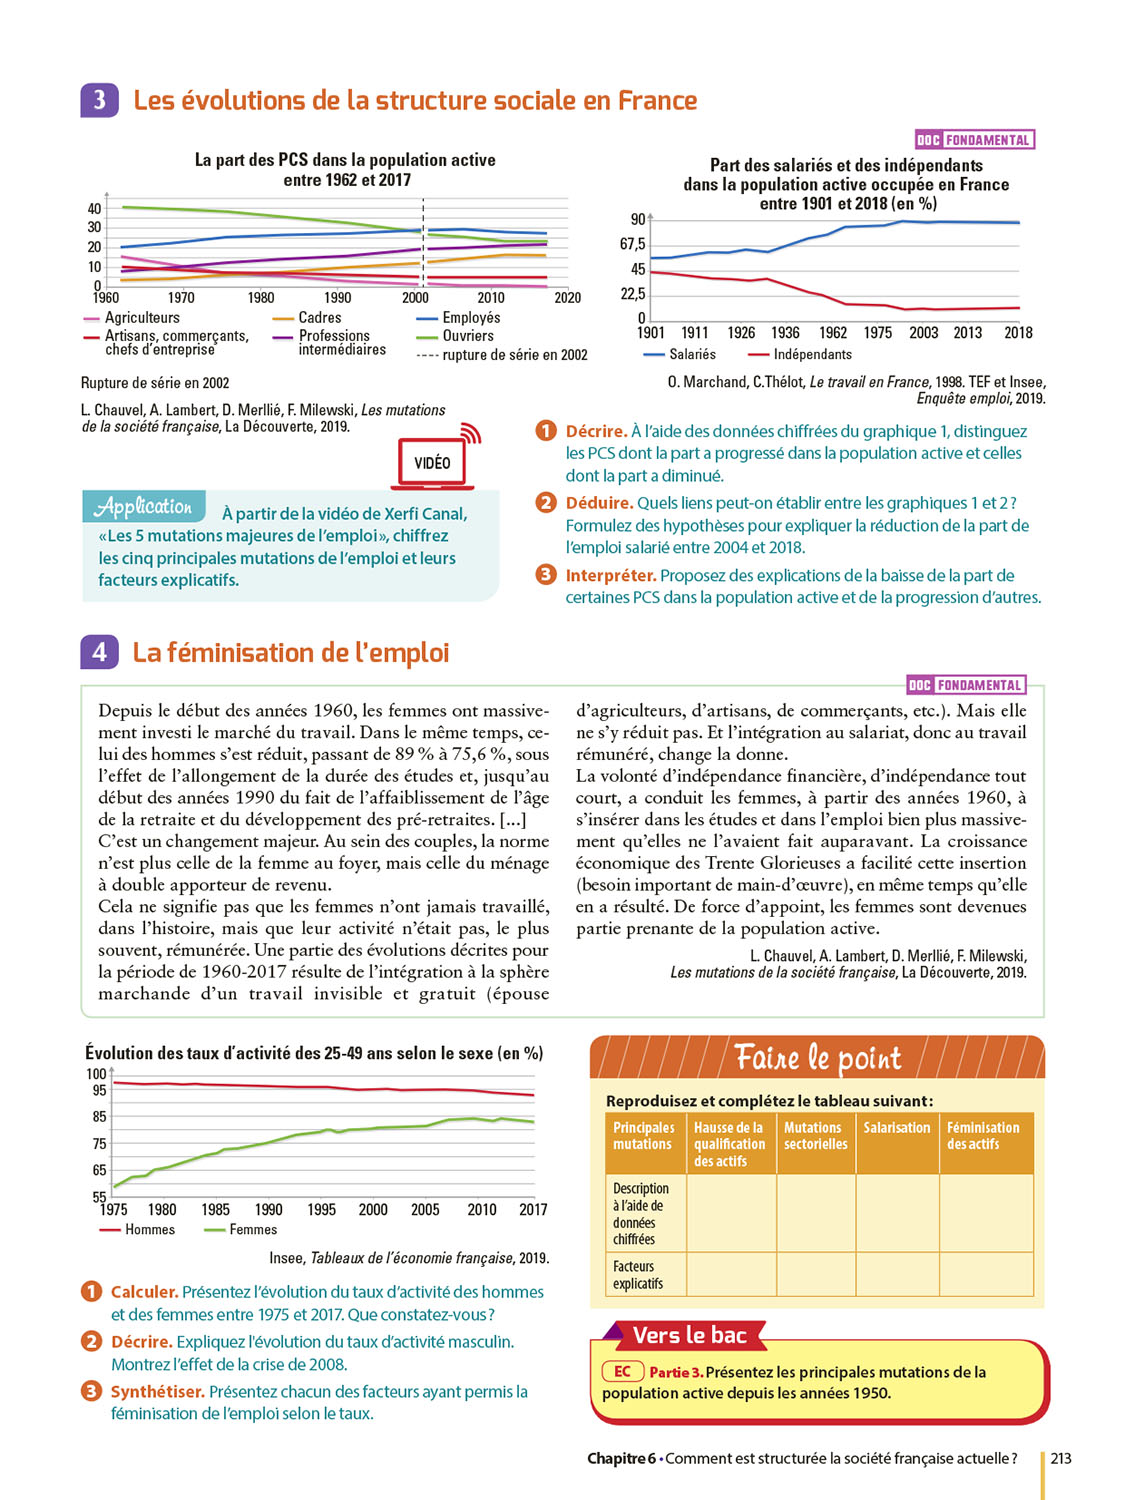 3 Les évolutions de la structure sociale en France
DOC FONDAMENTAL
La part des PCS dans la population active
entre 1962 et 2017
40
30
20
10
0
1960 1970 1980 1990 2000 2010 2020
Agriculteurs
Cadres
Employés
Artisans, commerçants,
chefs d'entreprise
Professions
intermédiaires
Ouvriers
rupture de série en 2002
Rupture de série en 2002
L. Chauvel, A. Lambert, D. Merllié, F. Milewski, Les mutations
de la société française, La Découverte, 2019.
Part des salariés et des indépendants
dans la population active occupée en France
entre 1901 et 2018 (en %)
90
67,5
45
22,5
0
1901 1911 1926 1936 1962 1975 2003 2013 2018
Salariés Indépendants
O. Marchand, C.Thélot, Le travail en France, 1998. TEF et Insee,
Enquête emploi, 2019.
VIDÉO
Application À partir de la vidéo de Xerfi Canal,
«Les 5 mutations majeures de l'emploi», chiffrez
les cinq principales mutations de l'emploi et leurs
facteurs explicatifs.
1 Décrire. À l'aide des données chiffrées du graphique 1, distinguez
les PCS dont la part a progressé dans la population active et celles
dont la part a diminué.
2 Déduire. Quels liens peut-on établir entre les graphiques 1 et 2?
Formulez des hypothèses pour expliquer la réduction de la part de
l'emploi salarié entre 2004 et 2018.
3 Interpréter. Proposez des explications de la baisse de la part de
certaines PCS dans la population active et de la progression d'autres.
4 La féminisation de l'emploi
DOC FONDAMENTAL
Depuis le début des années 1960, les femmes ont massive-
ment investi le marché du travail. Dans le même temps, ce-
lui des hommes s'est réduit, passant de 89 % à 75,6 %, sous
l'effet de l'allongement de la durée des études et, jusqu'au
début des années 1990 du fait de l'affaiblissement de l'âge
de la retraite et du développement des pré-retraites. [...]
C'est un changement majeur. Au sein des couples, la norme
n'est plus celle de la femme au foyer, mais celle du ménage
à double apporteur de revenu.
Cela ne signifie pas que les femmes n'ont jamais travaillé,
dans l'histoire, mais que leur activité n'était pas, le plus
souvent, rémunérée. Une partie des évolutions décrites pour
la période de 1960-2017 résulte de l'intégration à la sphère
marchande d'un travail invisible et gratuit (épouse
d'agriculteurs, d'artisans, de commerçants, etc.). Mais elle
ne s'y réduit pas. Et l'intégration au salariat, donc au travail
rémunéré, change la donne.
La volonté d'indépendance financière, d'indépendance tout
court, a conduit les femmes, à partir des années 1960, à
s'insérer dans les études et dans l'emploi bien plus massive-
ment qu'elles ne l'avaient fait auparavant. La croissance
économique des Trente Glorieuses a facilité cette insertion
(besoin important de main-d'œuvre), en même temps qu'elle
en a résulté. De force d'appoint, les femmes sont devenues
partie prenante de la population active.
L. Chauvel, A. Lambert, D. Merllié, F. Milewski,
Les mutations de la société française, La Découverte, 2019.
Évolution des taux d'activité des 25-49 ans selon le sexe (en %)
100
95
85
75
65
55
1975 1980 1985 1990 1995 2000 2005 2010 2017
Hommes Femmes
Insee, Tableaux de l'économie française, 2019.
1 Calculer. Présentez l'évolution du taux d'activité des hommes
et des femmes entre 1975 et 2017. Que constatez-vous?
2 Décrire. Expliquez l'évolution du taux d'activité masculin.
Montrez l'effet de la crise de 2008.
3 Synthétiser. Présentez chacun des facteurs ayant permis la
féminisation de l'emploi selon le taux.
Faire le point
Reproduisez et complétez le tableau suivant:
Principales
mutations
Hausse de la
qualification
des actifs
Mutations
sectorielles
Salarisation
Féminisation
des actifs
Description
à l'aide de
données
chiffrées
Facteurs
explicatifs
Vers le bac
EC Partie 3. Présentez les principales mutations de la
population active depuis les années 1950.
Chapitre 6 • Comment est structurée la société française actuelle? 213